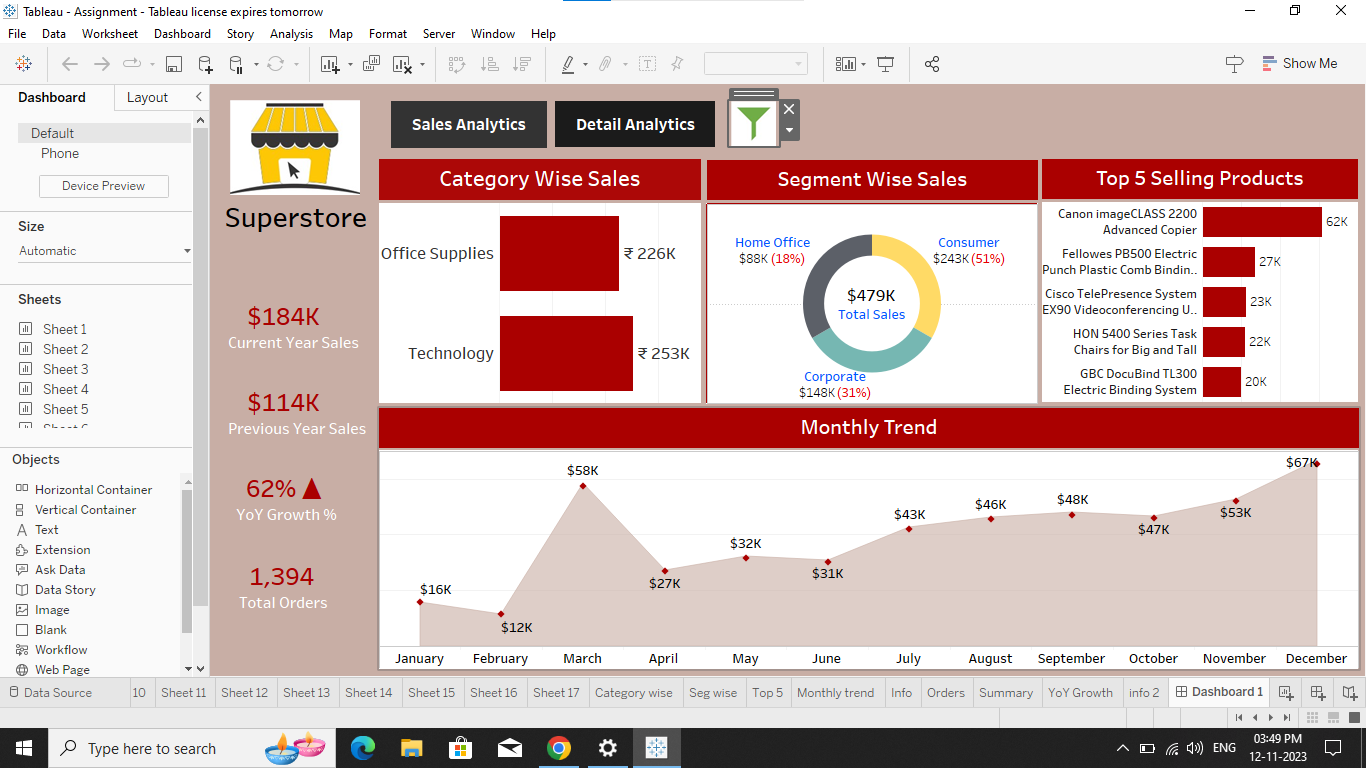 Tableau - Assignment - Tableau license expires tomorrow
File Data Worksheet Dashboard Story Analysis Map Format Server Window Help
Show Me
Dashboard Layout
Default
Phone
Device Preview
Size
Automatic
Sheets
Sheet 1
Sheet 2
Sheet 3
Sheet 4
Sheet 5
Objects
Horizontal Container
Vertical Container
Text
Extension
Ask Data
Data Story
Image
Blank
Workflow
Web Page
Superstore
$184K
Current Year Sales
$114K
Previous Year Sales
62% ▲
YoY Growth %
1,394
Total Orders
Sales Analytics
Detail Analytics
Category Wise Sales
Office Supplies ₹ 226K
Technology ₹ 253K
Segment Wise Sales
Home Office
$88K (18%)
Consumer
$243K (51%)
$479K
Total Sales
Corporate
$148K (31%)
Top 5 Selling Products
Canon imageCLASS 2200
Advanced Copier
62K
Fellowes PB500 Electric
Punch Plastic Comb Bindin..
27K
Cisco TelePresence System
EX90 Videoconferencing U..
23K
HON 5400 Series Task
Chairs for Big and Tall
22K
GBC DocuBind TL300
Electric Binding System
20K
Monthly Trend
$16K
$12K
$58K
$27K
$32K
$31K
$43K
$46K
$48K
$47K
$53K
$67K
January February March April May June July August September October November December
Data Source 10 Sheet 11 Sheet 12 Sheet 13 Sheet 14 Sheet 15 Sheet 16 Sheet 17 Category wise Seg wise Top 5 Monthly trend Info Orders Summary YoY Growth info 2 Dashboard 1
Type here to search
ENG
03:49 PM
12-11-2023